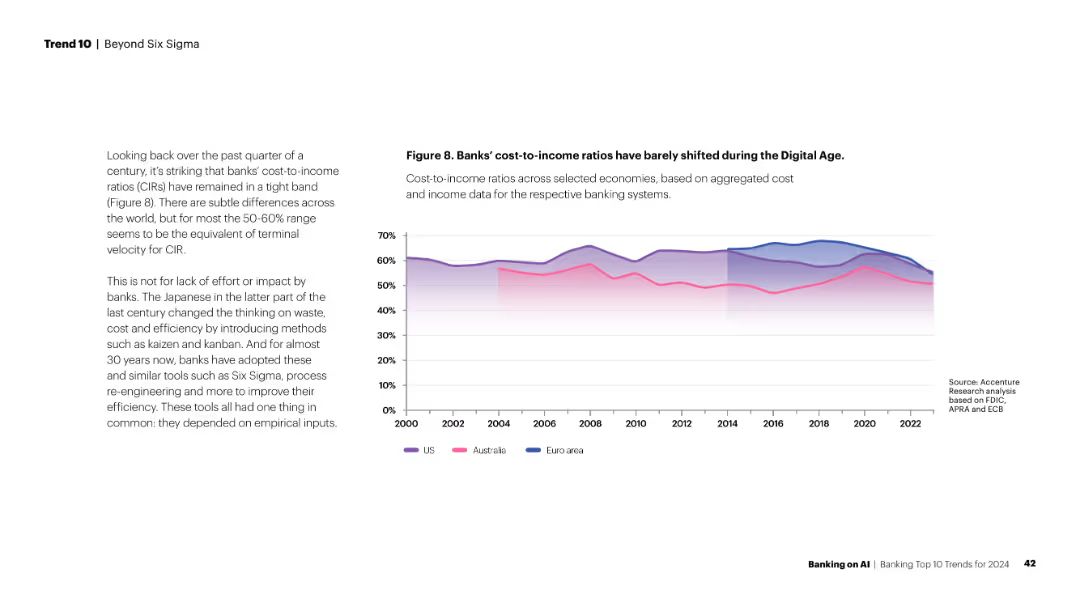 Trend 10 | Beyond Six Sigma
Looking back over the past quarter of a
century, it's striking that banks' cost-to-income
ratios (CIRs) have remained in a tight band
(Figure 8). There are subtle differences across
the world, but for most the 50-60% range
seems to be the equivalent of terminal
velocity for CIR.
This is not for lack of effort or impact by
banks. The Japanese in the latter part of the
last century changed the thinking on waste,
cost and efficiency by introducing methods
such as kaizen and kanban. And for almost
30 years now, banks have adopted these
and similar tools such as Six Sigma, process
re-engineering and more to improve their
efficiency. These tools all had one thing in
common: they depended on empirical inputs.
Figure 8. Banks' cost-to-income ratios have barely shifted during the Digital Age.
Cost-to-income ratios across selected economies, based on aggregated cost
and income data for the respective banking systems.
70%
60%
50%
40%
30%
20%
10%
0%
2000 2002 2004 2006 2008 2010 2012 2014 2016 2018 2020 2022
US Australia Euro area
Source: Accenture
Research analysis
based on FDIC,
APRA and ECB
Banking on AI | Banking Top 10 Trends for 2024 42